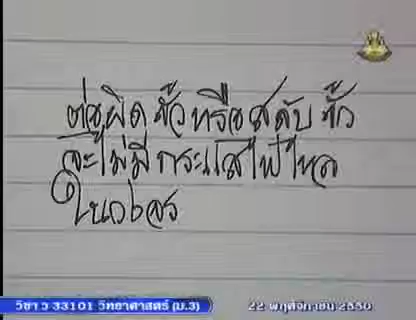 ต่อผิดขั้วหรือสลับขั้ว
จะไม่มีกระแสไฟไหล
ในวงจร
วิชา ว 33101 วิทยาศาสตร์ (ม.3)
22 พฤศจิกายน 2550